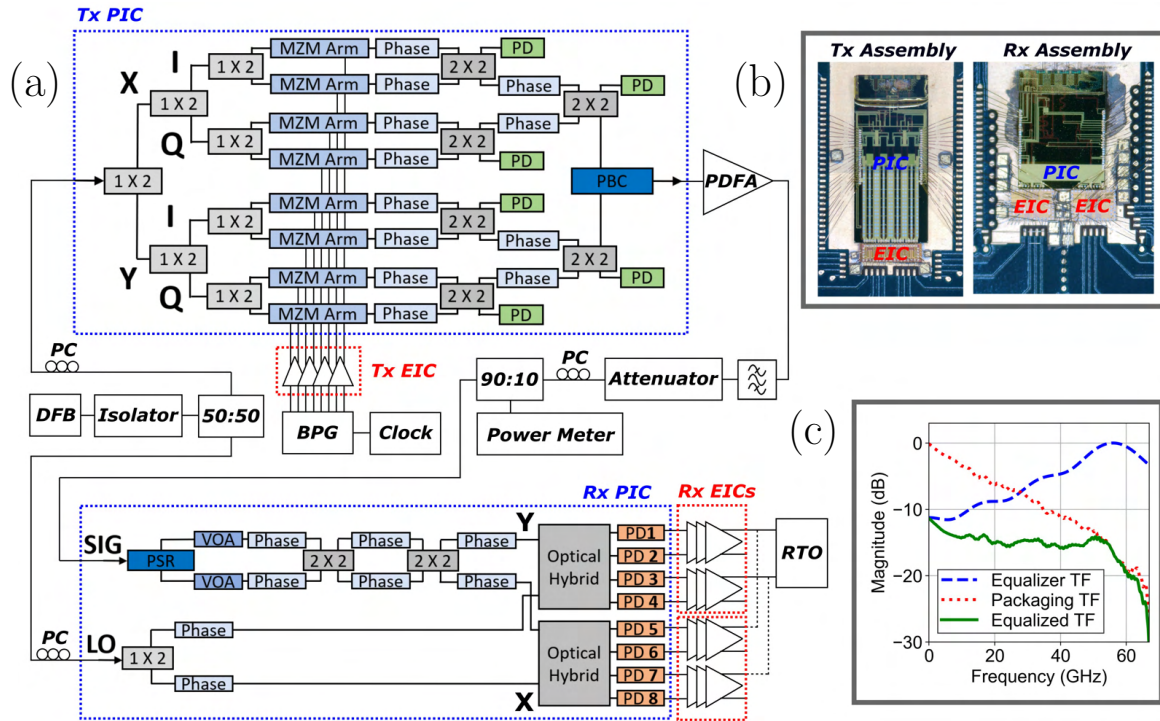 Tx PIC
(a)
X
I
Q
Y
I
Q
1 X 2
1 X 2
1 X 2
1 X 2
1 X 2
1 X 2
1 X 2
MZM Arm
Phase
MZM Arm
Phase
MZM Arm
Phase
MZM Arm
Phase
MZM Arm
Phase
MZM Arm
Phase
MZM Arm
Phase
MZM Arm
Phase
2 X 2
2 X 2
2 X 2
2 X 2
PD
PD
PD
PD
Phase
Phase
Phase
Phase
2 X 2
2 X 2
PD
PD
PBC
PDFA
Tx EIC
BPG
Clock
PC
DFB
Isolator
50:50
90:10
PC
Attenuator
Power Meter
Rx PIC
Rx EICs
SIG
PSR
VOA
Phase
VOA
Phase
2 X 2
Phase
Phase
2 X 2
Phase
Phase
Y
Optical
Hybrid
PD1
PD 2
PD 3
PD 4
RTO
PC
LO
1 X 2
Phase
Phase
X
Optical
Hybrid
PD 5
PD 6
PD 7
PD 8
(b)
Tx Assembly
Rx Assembly
PIC
EIC
PIC
EIC
EIC
(c)
Magnitude (dB)
0
−10
−20
−30
Equalizer TF
Packaging TF
Equalized TF
0
20
40
60
Frequency (GHz)